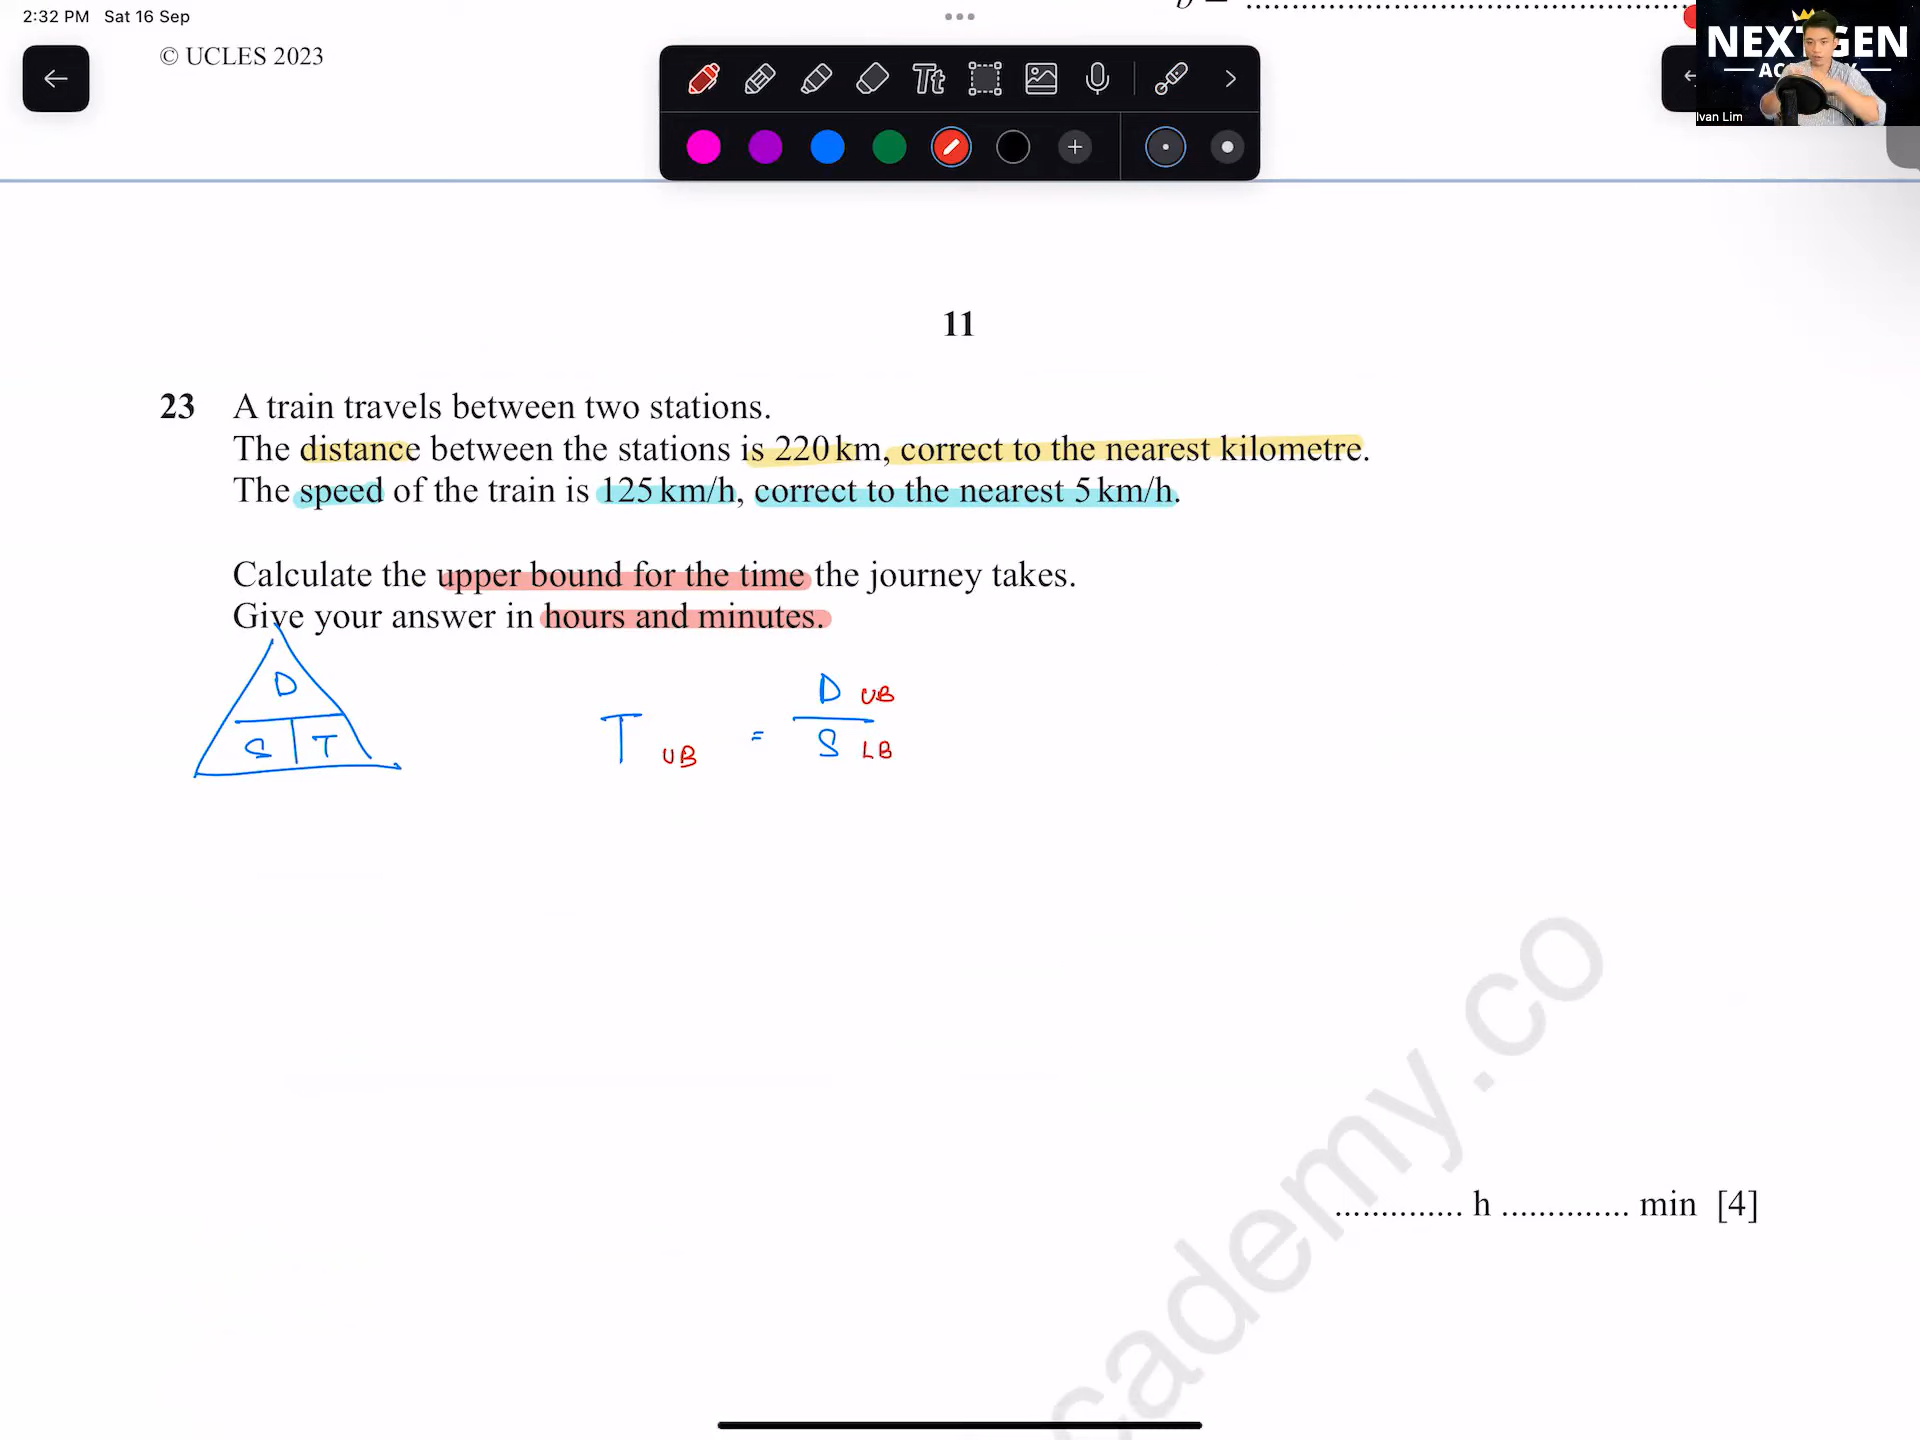 2:32 PM Sat 16 Sep
© UCLES 2023
Tt
NEXTGEN
Ivan Lim
11
23 A train travels between two stations.
The distance between the stations is 220 km, correct to the nearest kilometre.
The speed of the train is 125 km/h, correct to the nearest 5 km/h.
Calculate the upper bound for the time the journey takes.
Give your answer in hours and minutes.
D
S T
T UB = D UB
S LB
.............. h .............. min [4]
cademy.co